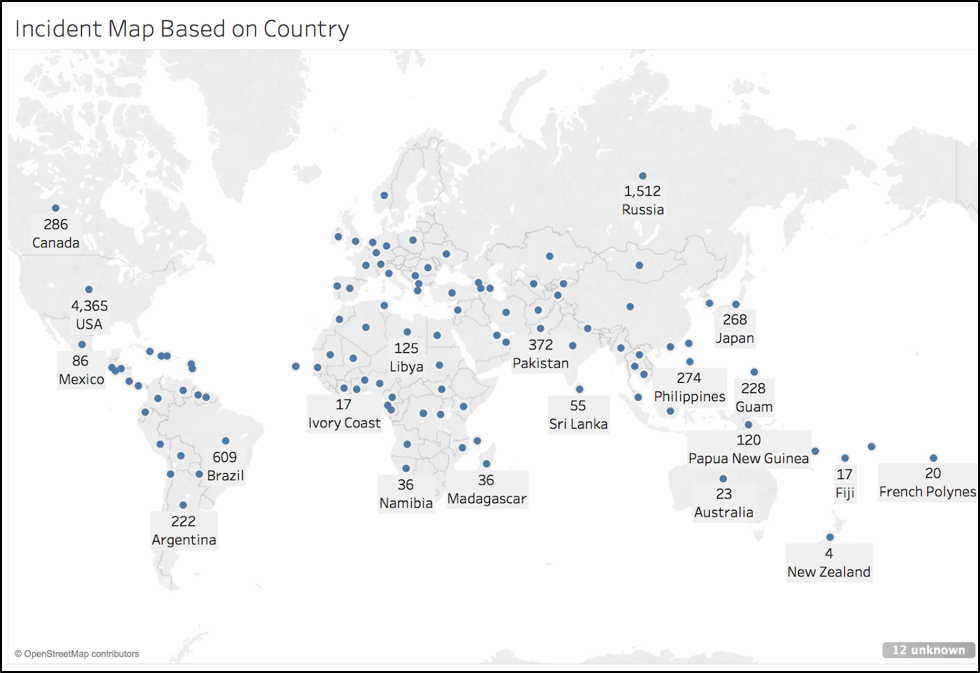 Incident Map Based on Country
1,512
Russia
286
Canada
4,365
USA
268
Japan
125
Libya
372
Pakistan
86
Mexico
274
Philippines
228
Guam
17
Ivory Coast
55
Sri Lanka
120
Papua New Guinea
609
Brazil
17
Fiji
20
French Polynes
36
Namibia
36
Madagascar
23
Australia
222
Argentina
4
New Zealand
© OpenStreetMap contributors
12 unknown